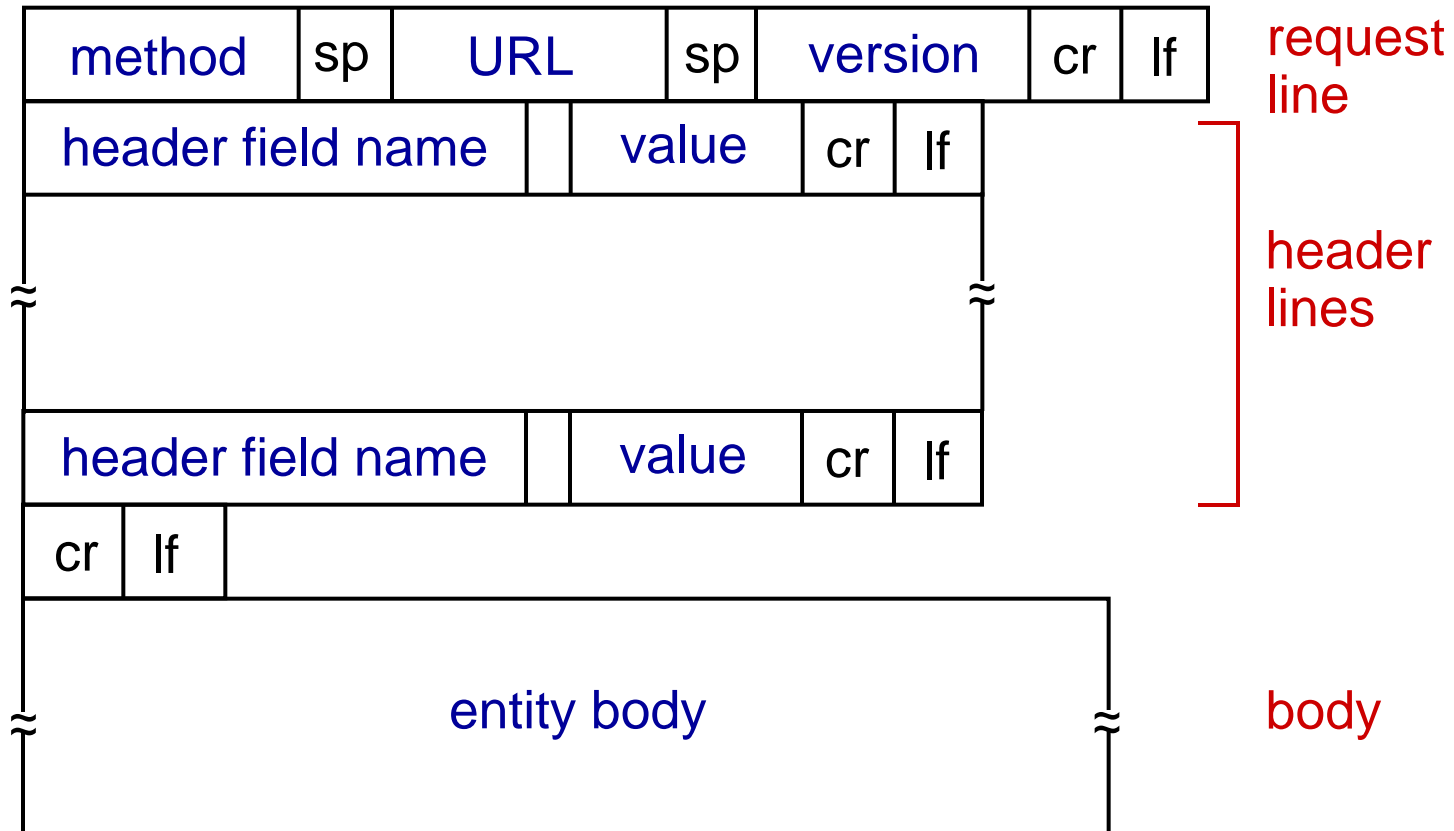 method sp URL sp version cr lf
request
line
header field name value cr lf
header
lines
header field name value cr lf
cr lf
entity body
body